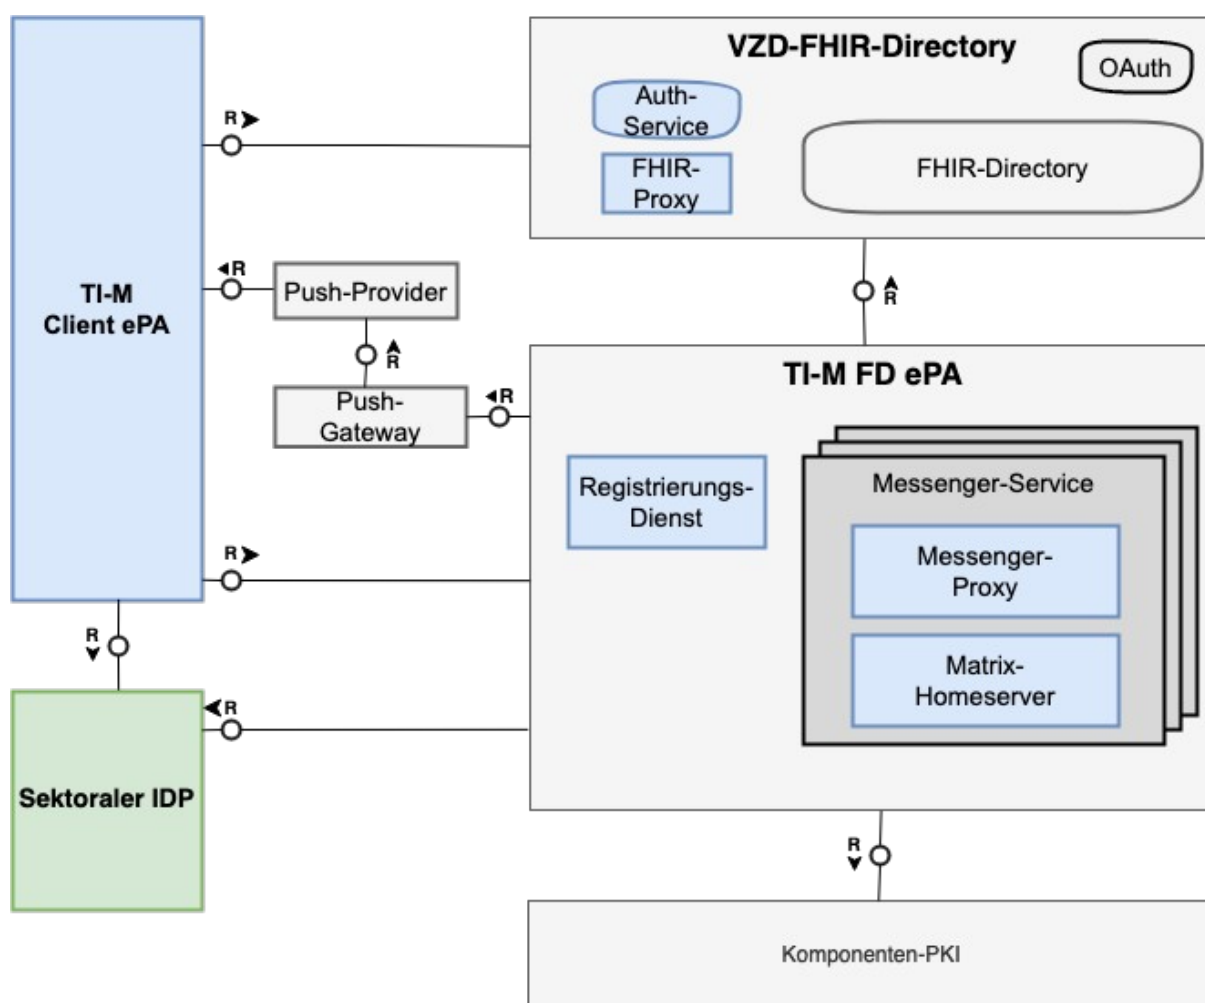 VZD-FHIR-Directory
OAuth
Auth-
Service
FHIR-
Proxy
FHIR-Directory
R
TI-M
Client ePA
R
Push-Provider
R
R
Push-
Gateway
R
TI-M FD ePA
Registrierungs-
Dienst
Messenger-Service
Messenger-
Proxy
Matrix-
Homeserver
R
R
R
R
Sektoraler IDP
R
Komponenten-PKI